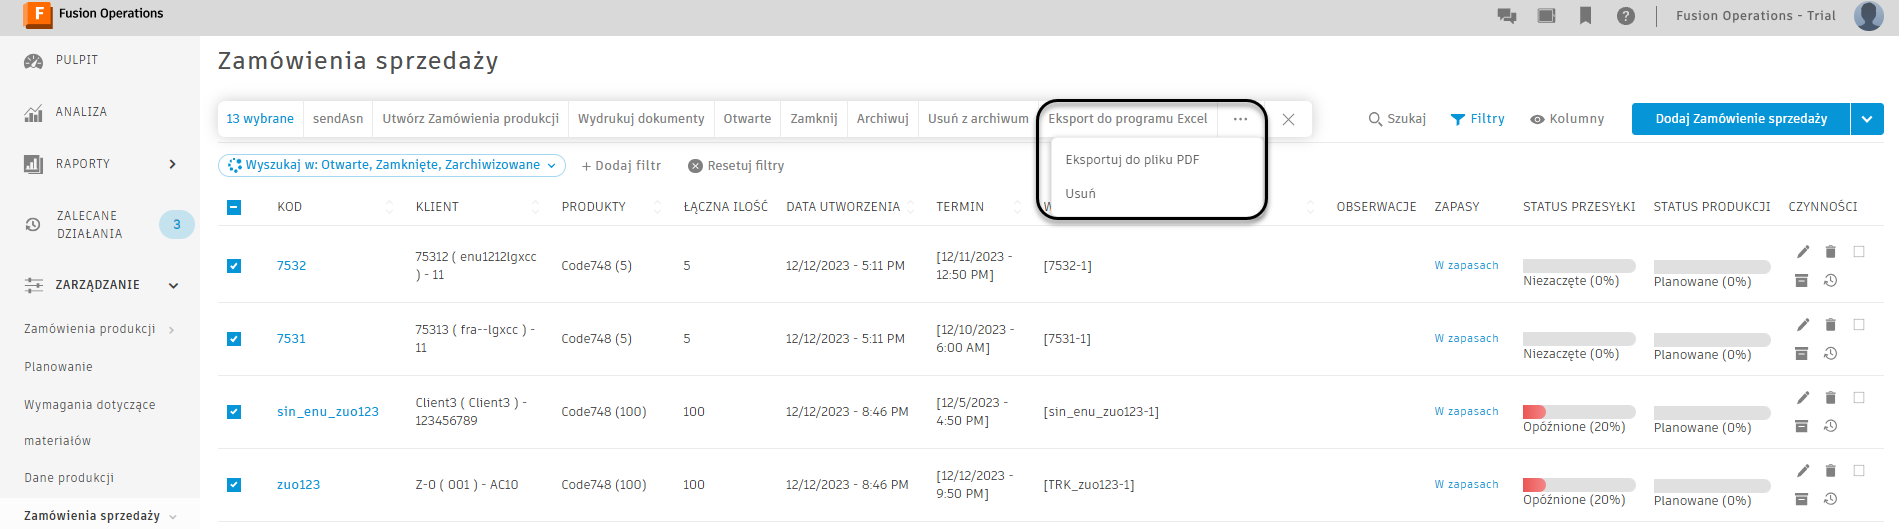 F Fusion Operations
? Fusion Operations - Trial
PULPIT
ANALIZA
RAPORTY
ZALECANE
DZIAŁANIA
3
ZARZĄDZANIE
Zamówienia produkcji
Planowanie
Wymagania dotyczące
materiałów
Dane produkcji
Zamówienia sprzedaży
Zamówienia sprzedaży
13 wybrane sendAsn Utwórz Zamówienia produkcji Wydrukuj dokumenty Otwarte Zamknij Archiwuj Usuń z archiwum Eksport do programu Excel ...
Szukaj Filtry Kolumny Dodaj Zamówienie sprzedaży
Eksportuj do pliku PDF
Usuń
Wyszukaj w: Otwarte, Zamknięte, Zarchiwizowane + Dodaj filtr Resetuj filtry
KOD KLIENT PRODUKTY ŁĄCZNA ILOŚĆ DATA UTWORZENIA TERMIN W OBSERWACJE ZAPASY STATUS PRZESYŁKI STATUS PRODUKCJI CZYNNOŚCI
7532 75312 ( enu1212lgxcc ) - 11 Code748 (5) 5 12/12/2023 - 5:11 PM [12/11/2023 - 12:50 PM] [7532-1] W zapasach Niezaczęte (0%) Planowane (0%)
7531 75313 ( fra--lgxcc ) - 11 Code748 (5) 5 12/12/2023 - 5:11 PM [12/10/2023 - 6:00 AM] [7531-1] W zapasach Niezaczęte (0%) Planowane (0%)
sin_enu_zuo123 Client3 ( Client3 ) - 123456789 Code748 (100) 100 12/12/2023 - 8:46 PM [12/5/2023 - 4:50 PM] [sin_enu_zuo123-1] W zapasach Opóźnione (20%) Planowane (0%)
zuo123 Z-0 ( 001 ) - AC10 Code748 (100) 100 12/12/2023 - 8:46 PM [12/12/2023 - 9:50 PM] [TRK_zuo123-1] W zapasach Opóźnione (20%) Planowane (0%)